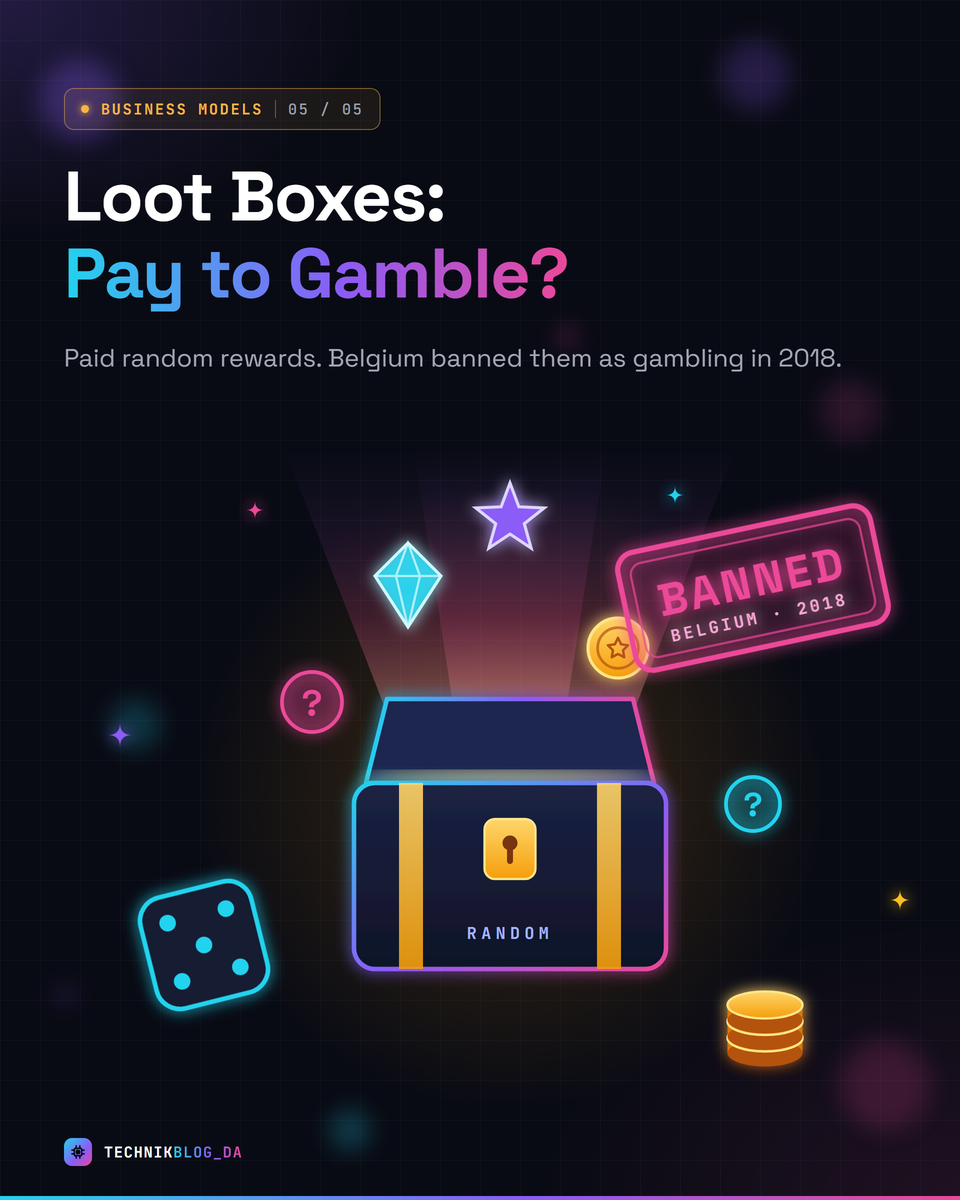 BUSINESS MODELS | 05 / 05
Loot Boxes:
Pay to Gamble?
Paid random rewards. Belgium banned them as gambling in 2018.
BANNED
BELGIUM · 2018
?
?
RANDOM
TECHNIKBLOG_DA